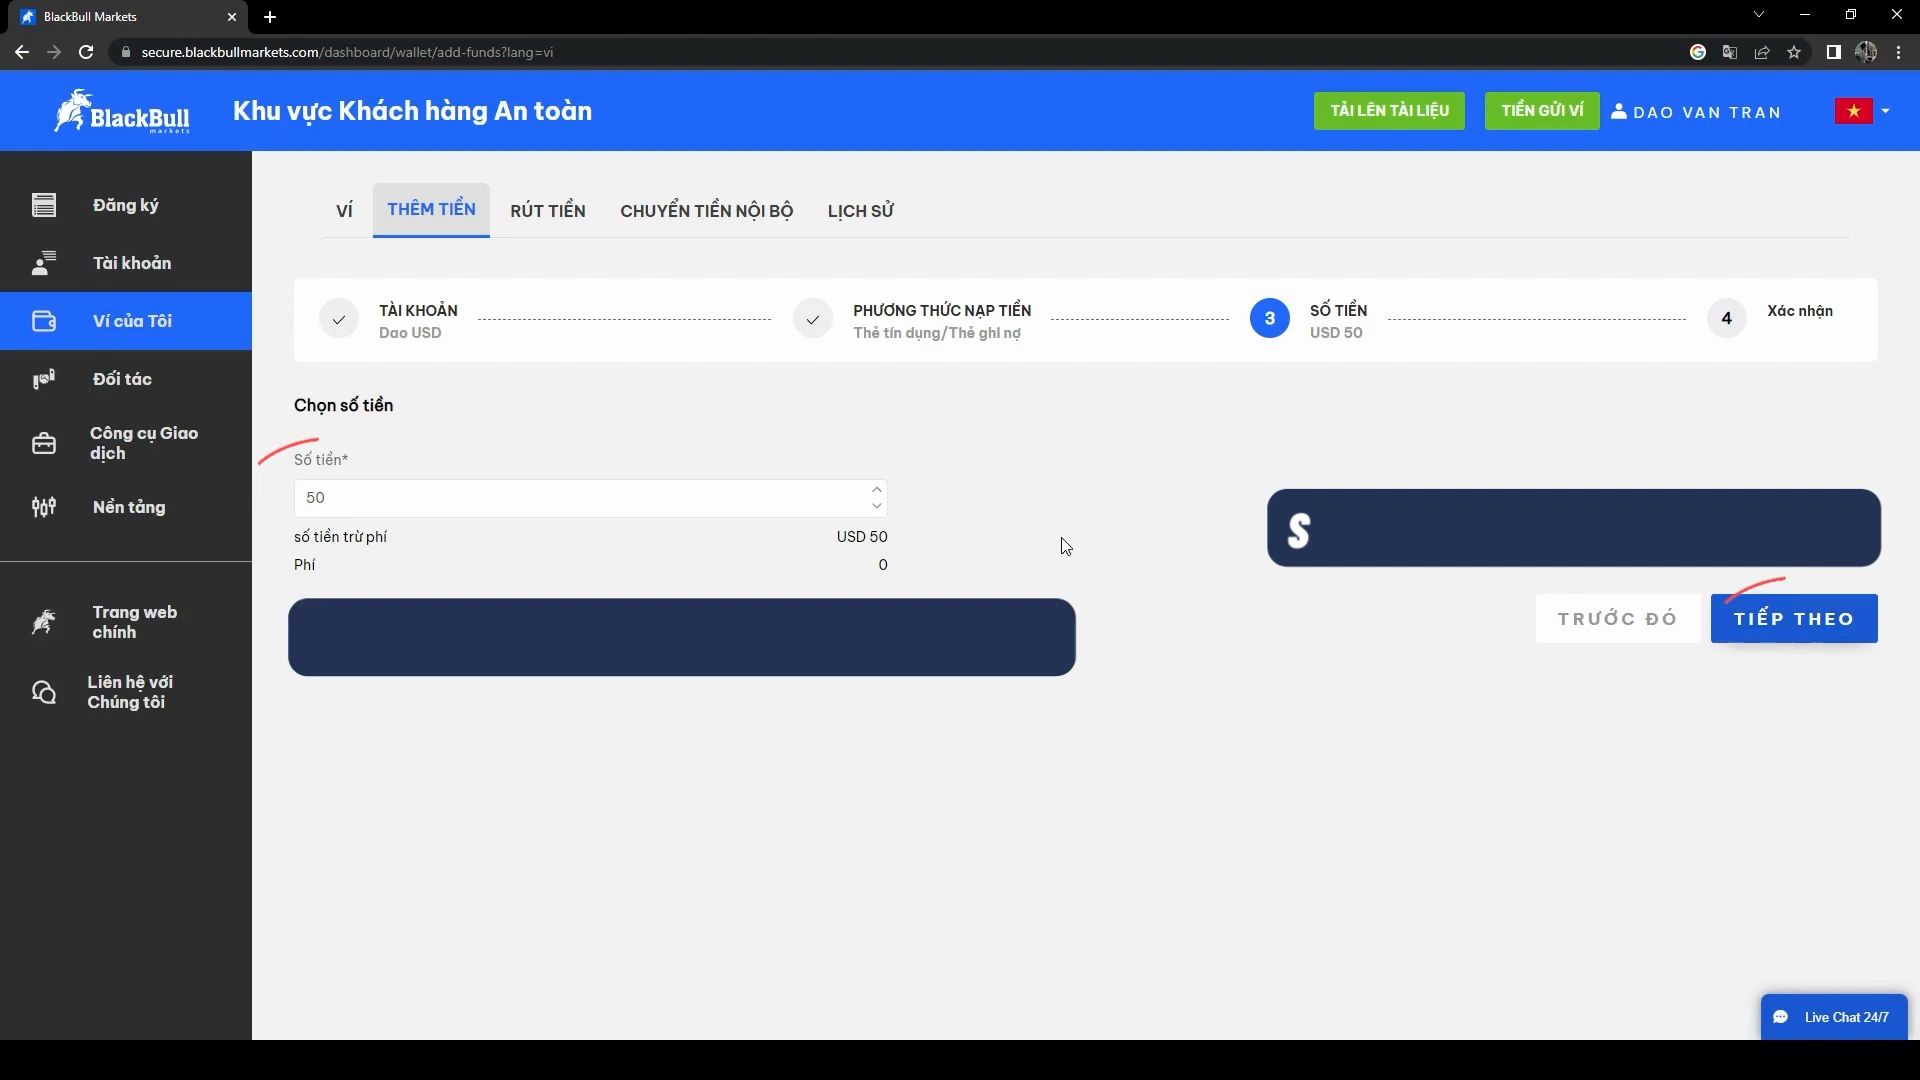 BlackBull Markets
secure.blackbullmarkets.com/dashboard/wallet/add-funds?lang=vi
BlackBull
markets
Khu vực Khách hàng An toàn
TẢI LÊN TÀI LIỆU
TIỀN GỬI VÍ
DAO VAN TRAN
Đăng ký
Tài khoản
Ví của Tôi
Đối tác
Công cụ Giao
dịch
Nền tảng
Trang web
chính
Liên hệ với
Chúng tôi
VÍ
THÊM TIỀN
RÚT TIỀN
CHUYỂN TIỀN NỘI BỘ
LỊCH SỬ
TÀI KHOẢN
Dao USD
PHƯƠNG THỨC NẠP TIỀN
Thẻ tín dụng/Thẻ ghi nợ
3
SỐ TIỀN
USD 50
4
Xác nhận
Chọn số tiền
Số tiền*
50
số tiền trừ phí
USD 50
Phí
0
S
TRƯỚC ĐÓ
TIẾP THEO
Live Chat 24/7